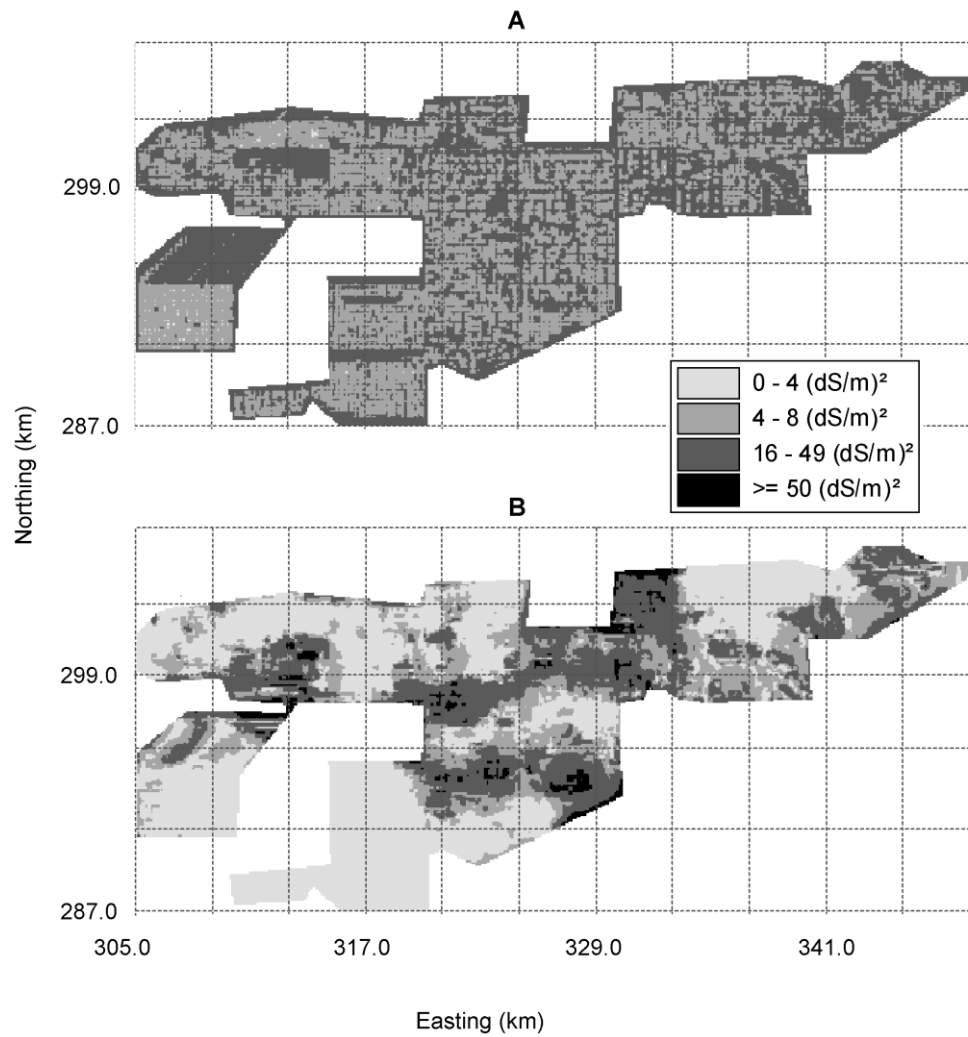 A
299.0
287.0
0 - 4 (dS/m)²
4 - 8 (dS/m)²
16 - 49 (dS/m)²
>= 50 (dS/m)²
Northing (km)
B
299.0
287.0
305.0 317.0 329.0 341.0
Easting (km)